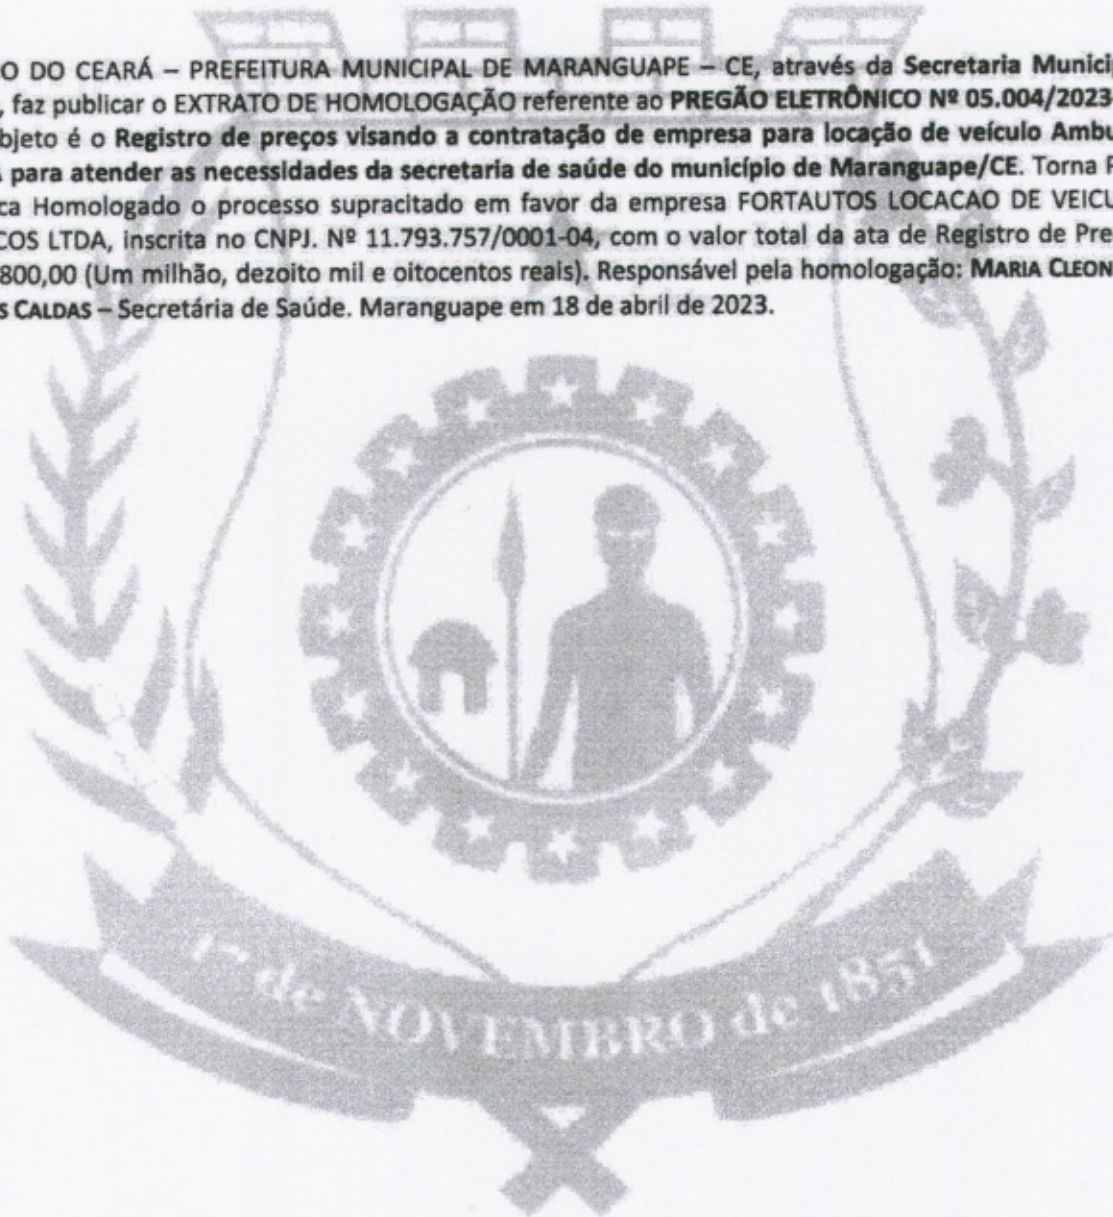 O DO CEARÁ – PREFEITURA MUNICIPAL DE MARANGUAPE – CE, através da Secretaria Municip
, faz publicar o EXTRATO DE HOMOLOGAÇÃO referente ao PREGÃO ELETRÔNICO Nº 05.004/2023
bjeto é o Registro de preços visando a contratação de empresa para locação de veículo Ambu
para atender as necessidades da secretaria de saúde do município de Maranguape/CE. Torna P
ca Homologado o processo supracitado em favor da empresa FORTAUTOS LOCACAO DE VEICU
COS LTDA, inscrita no CNPJ. Nº 11.793.757/0001-04, com o valor total da ata de Registro de Pre
800,00 (Um milhão, dezoito mil e oitocentos reais). Responsável pela homologação: MARIA CLEON
S CALDAS – Secretária de Saúde. Maranguape em 18 de abril de 2023.
de NOVEMBRO de 1851